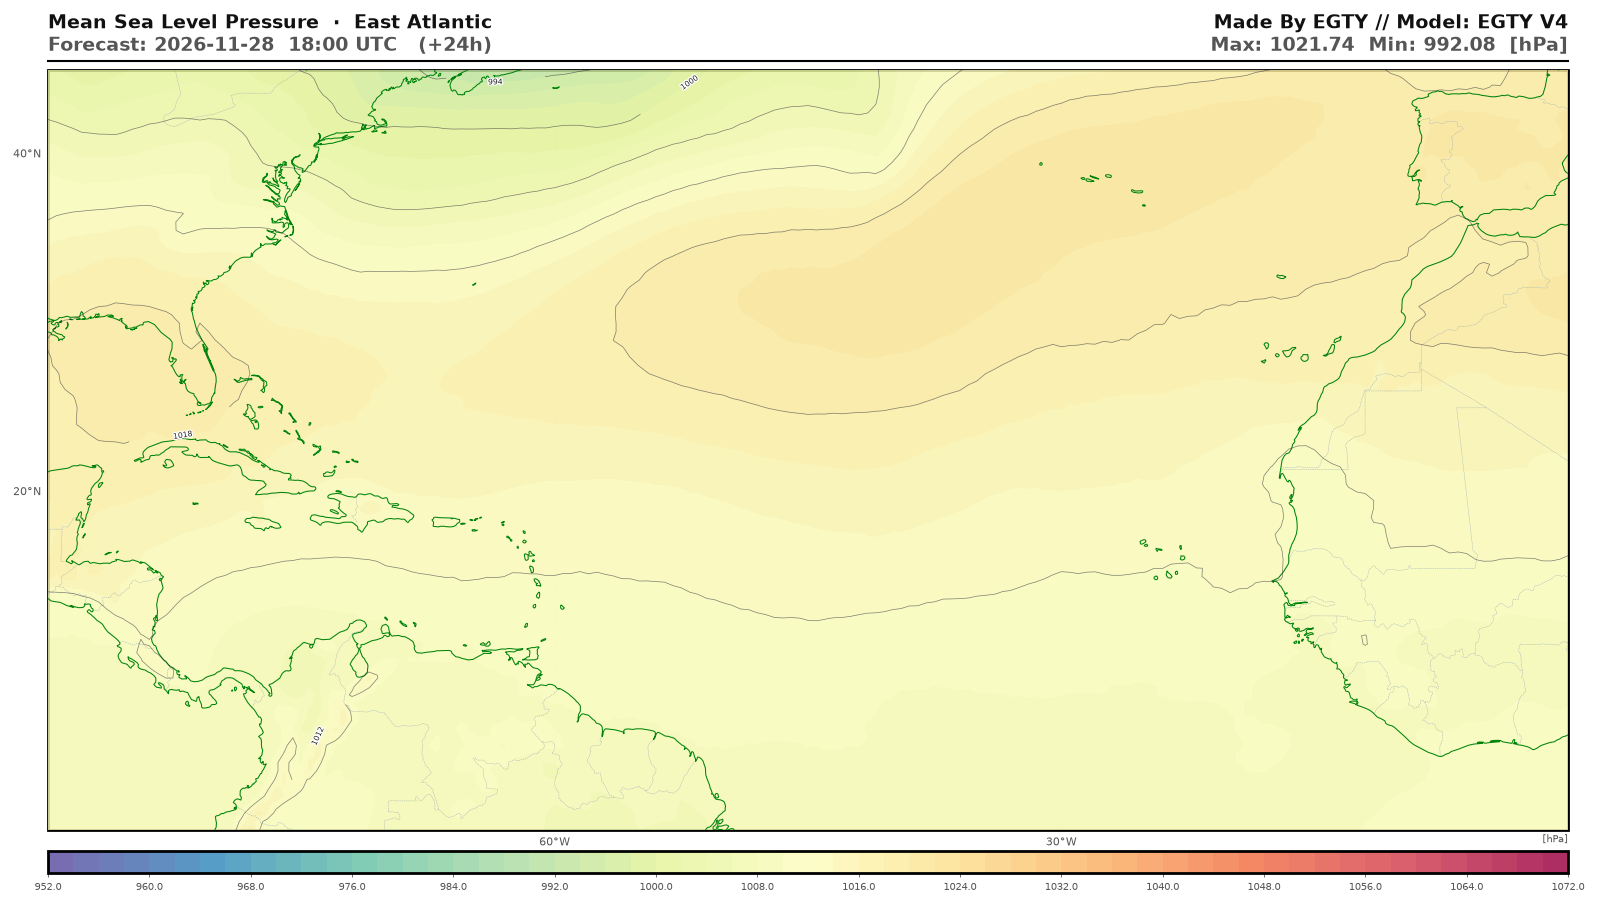 Mean Sea Level Pressure · East Atlantic
Made By EGTY // Model: EGTY V4
Forecast: 2026-11-28 18:00 UTC (+24h)
Max: 1021.74 Min: 992.08 [hPa]
994
1000
40°N
1018
20°N
1012
60°W
30°W
[hPa]
952.0 960.0 968.0 976.0 984.0 992.0 1000.0 1008.0 1016.0 1024.0 1032.0 1040.0 1048.0 1056.0 1064.0 1072.0